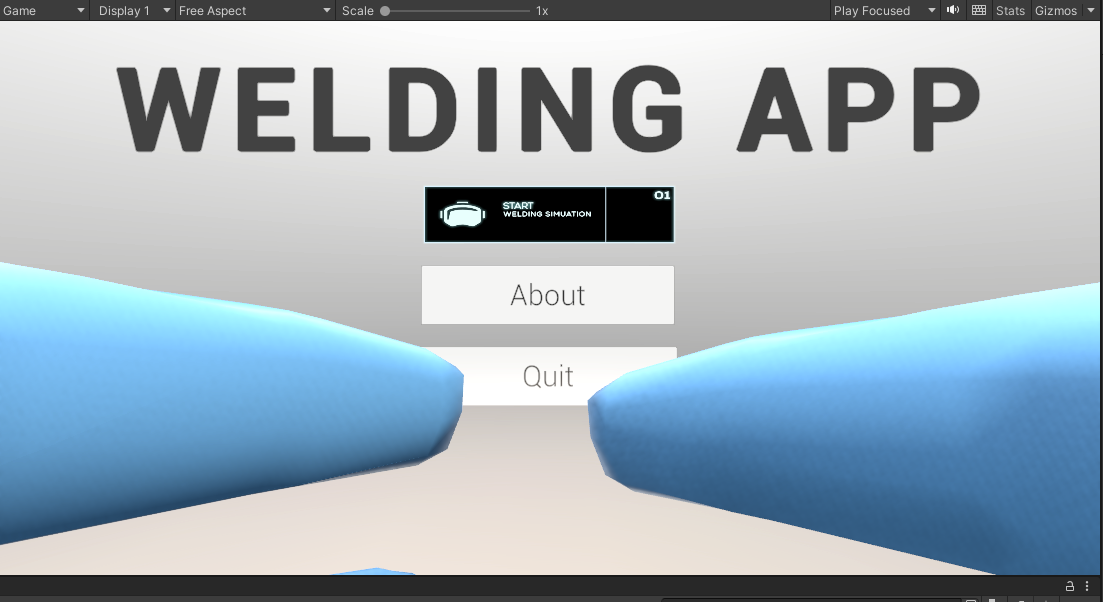 Game Display 1 Free Aspect Scale 1x Play Focused Stats Gizmos
WELDING APP
01
START
WELDING SIMUATION
About
Quit